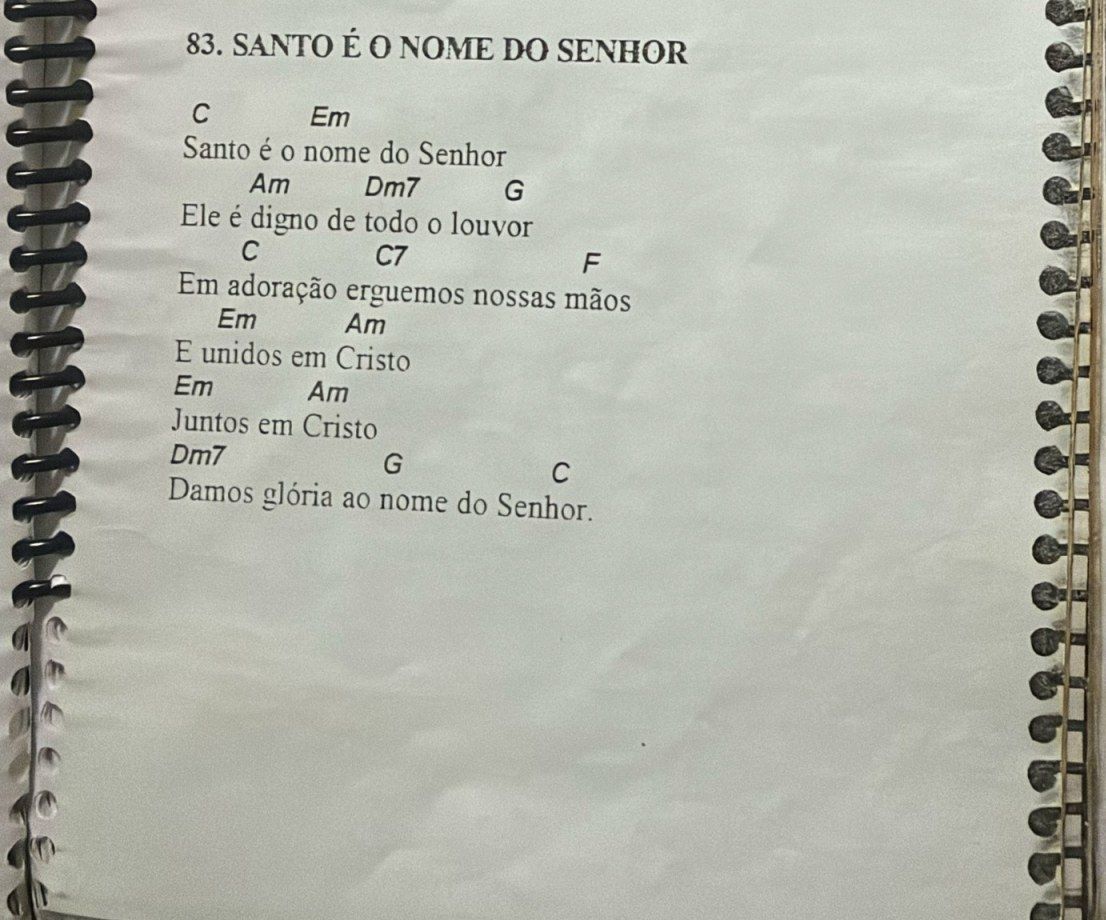 83. SANTO É O NOME DO SENHOR
C Em
Santo é o nome do Senhor
Am Dm7 G
Ele é digno de todo o louvor
C C7 F
Em adoração erguemos nossas mãos
Em Am
E unidos em Cristo
Em Am
Juntos em Cristo
Dm7 G C
Damos glória ao nome do Senhor.